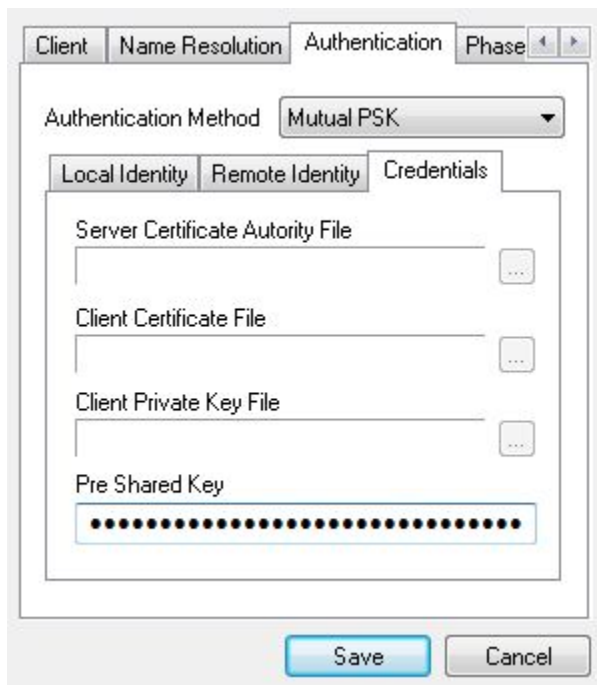 Client Name Resolution Authentication Phase
Authentication Method Mutual PSK
Local Identity Remote Identity Credentials
Server Certificate Autority File
...
Client Certificate File
...
Client Private Key File
...
Pre Shared Key
●●●●●●●●●●●●●●●●●●●●●●●●●●●●●●●
Save Cancel